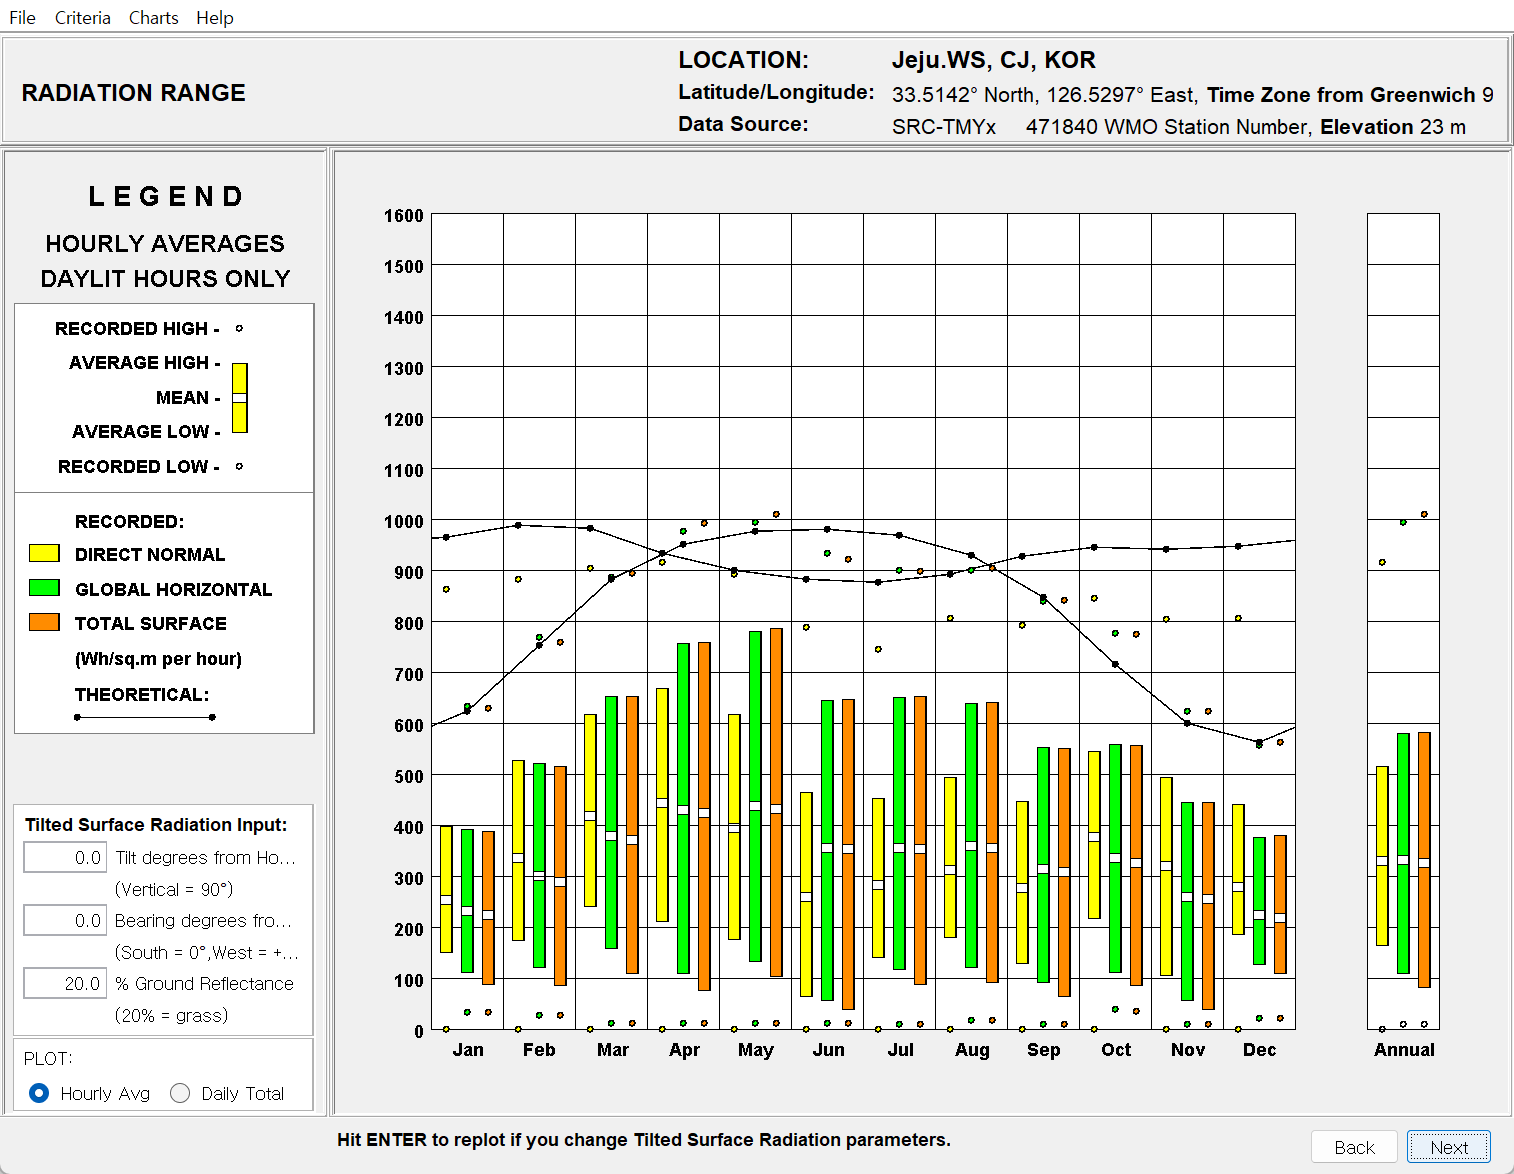 File Criteria Charts Help
RADIATION RANGE
LOCATION: Jeju.WS, CJ, KOR
Latitude/Longitude: 33.5142° North, 126.5297° East, Time Zone from Greenwich 9
Data Source: SRC-TMYx 471840 WMO Station Number, Elevation 23 m
LEGEND
HOURLY AVERAGES
DAYLIT HOURS ONLY
RECORDED HIGH -
AVERAGE HIGH -
MEAN -
AVERAGE LOW -
RECORDED LOW -
RECORDED:
DIRECT NORMAL
GLOBAL HORIZONTAL
TOTAL SURFACE
(Wh/sq.m per hour)
THEORETICAL:
Tilted Surface Radiation Input:
0.0 Tilt degrees from Ho...
(Vertical = 90°)
0.0 Bearing degrees fro...
(South = 0°,West = +...
20.0 % Ground Reflectance
(20% = grass)
PLOT:
Hourly Avg Daily Total
1600
1500
1400
1300
1200
1100
1000
900
800
700
600
500
400
300
200
100
0
Jan Feb Mar Apr May Jun Jul Aug Sep Oct Nov Dec Annual
Hit ENTER to replot if you change Tilted Surface Radiation parameters.
Back Next